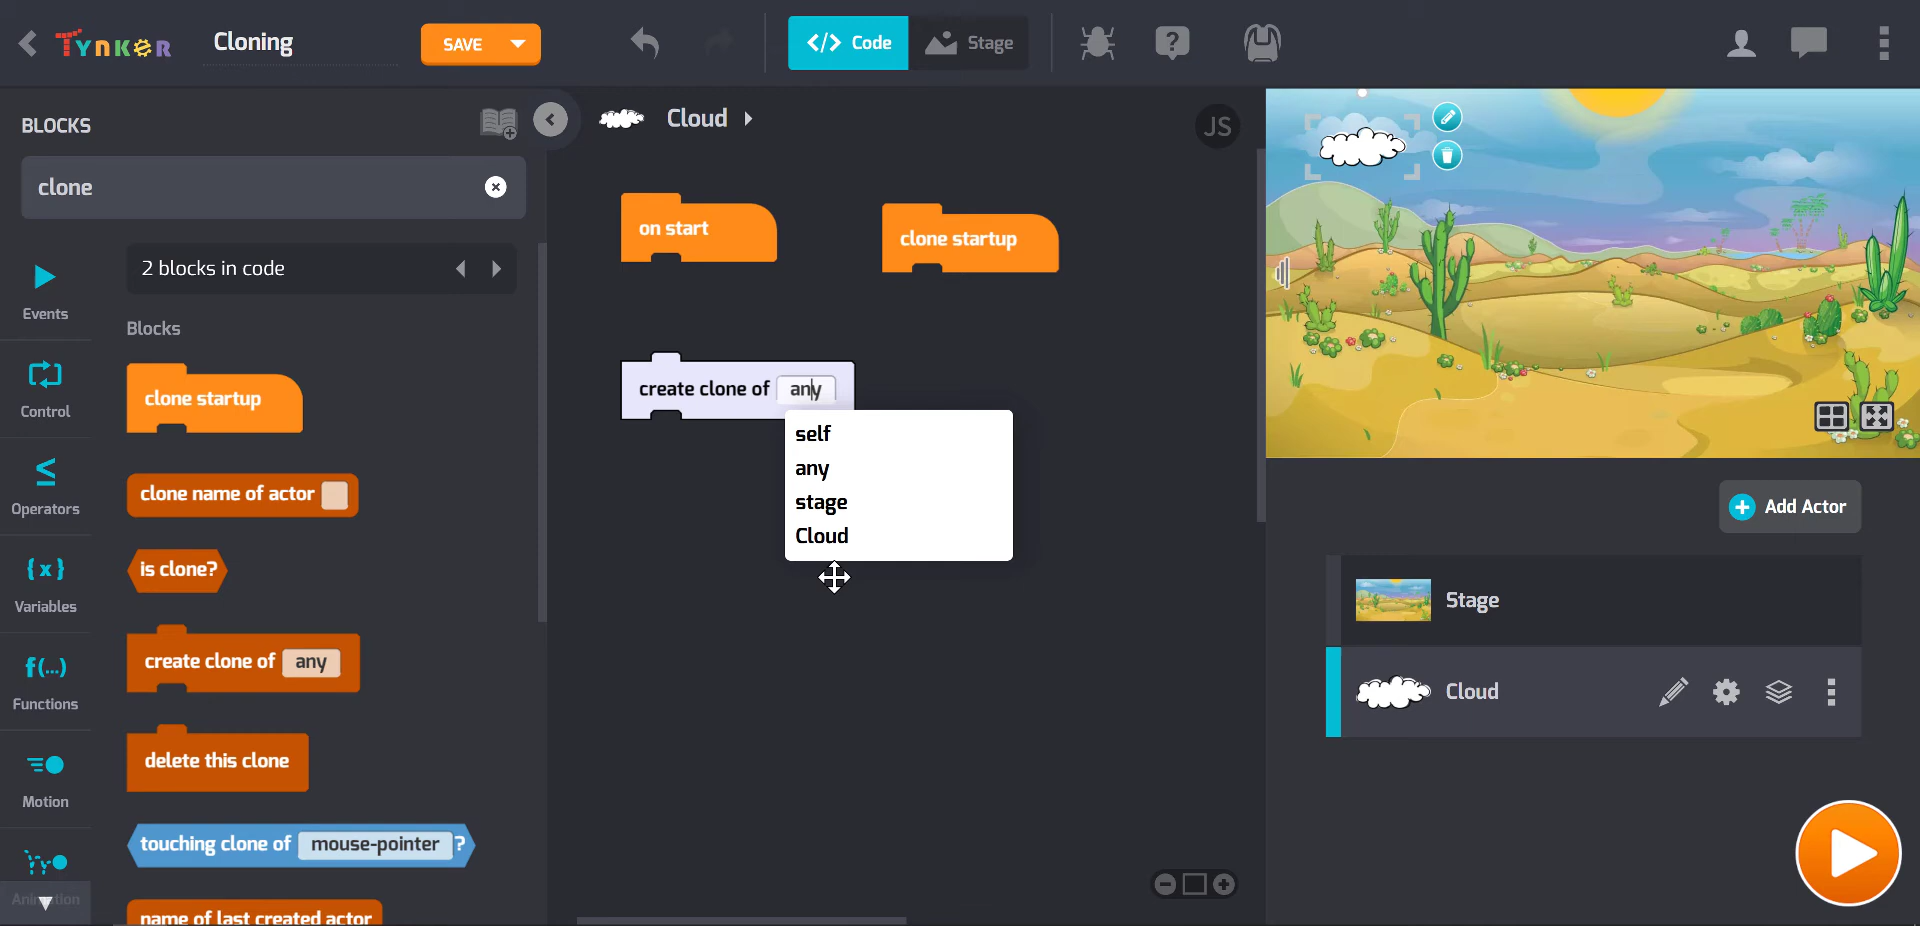 TYNKER
Cloning
SAVE
</> Code
Stage
?
BLOCKS
clone
2 blocks in code
Blocks
clone startup
clone name of actor
is clone?
create clone of any
delete this clone
touching clone of mouse-pointer ?
name of last created actor
Events
Control
Operators
{x}
Variables
f(...)
Functions
Motion
Animation
Cloud
JS
on start
clone startup
create clone of any
self
any
stage
Cloud
Add Actor
Stage
Cloud